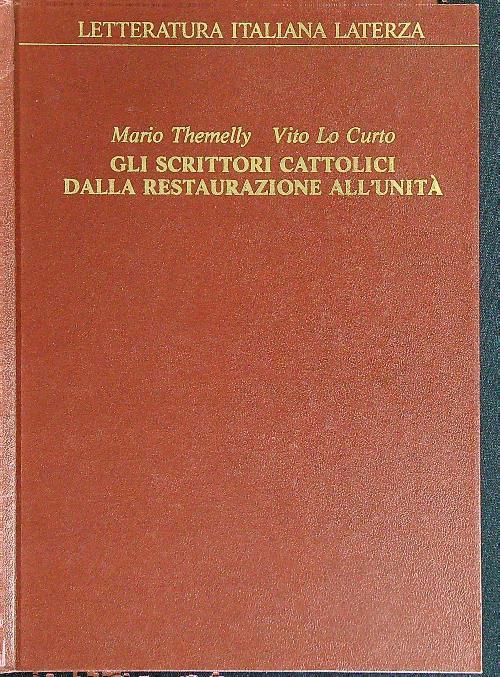 LETTERATURA ITALIANA LATERZA
Mario Themelly Vito Lo Curto
GLI SCRITTORI CATTOLICI
DALLA RESTAURAZIONE ALL'UNITÀ